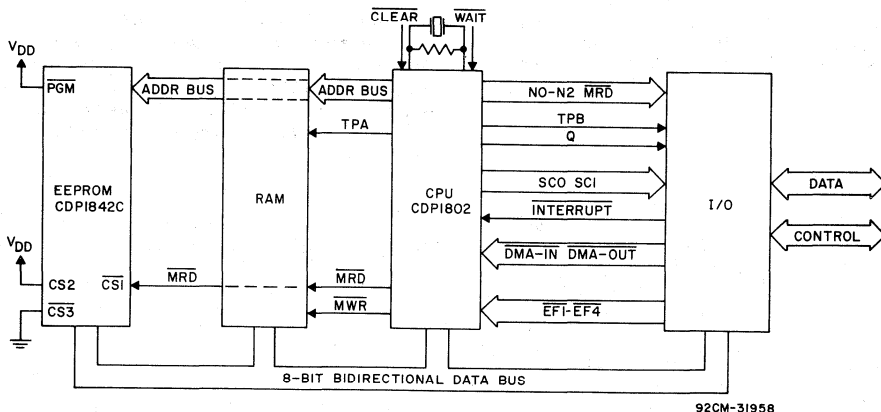 CLEAR WAIT
VDD
PGM
ADDR BUS
ADDR BUS
NO-N2 MRD
TPA
TPB
Q
EEPROM
CDP1842C
RAM
CPU
CDP1802
SCO SCI
I/O
DATA
INTERRUPT
CONTROL
VDD
DMA-IN DMA-OUT
CS2 CS1
MRD
MRD
CS3
MWR
EF1-EF4
8-BIT BIDIRECTIONAL DATA BUS
92CM-31958